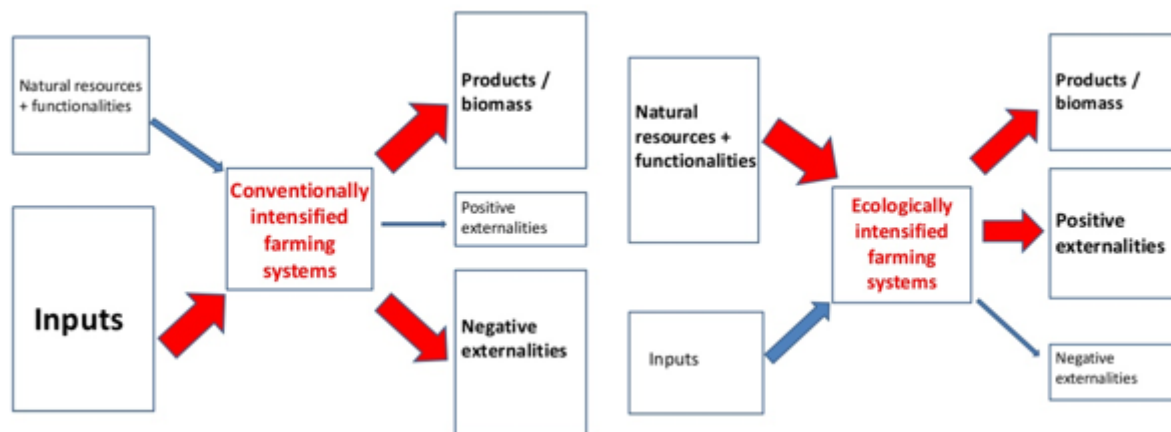 Natural resources
+ functionalities
Inputs
Conventionally
intensified
farming
systems
Products /
biomass
Positive
externalities
Negative
externalities
Natural
resources +
functionalities
Inputs
Ecologically
intensified
farming
systems
Products /
biomass
Positive
externalities
Negative
externalities